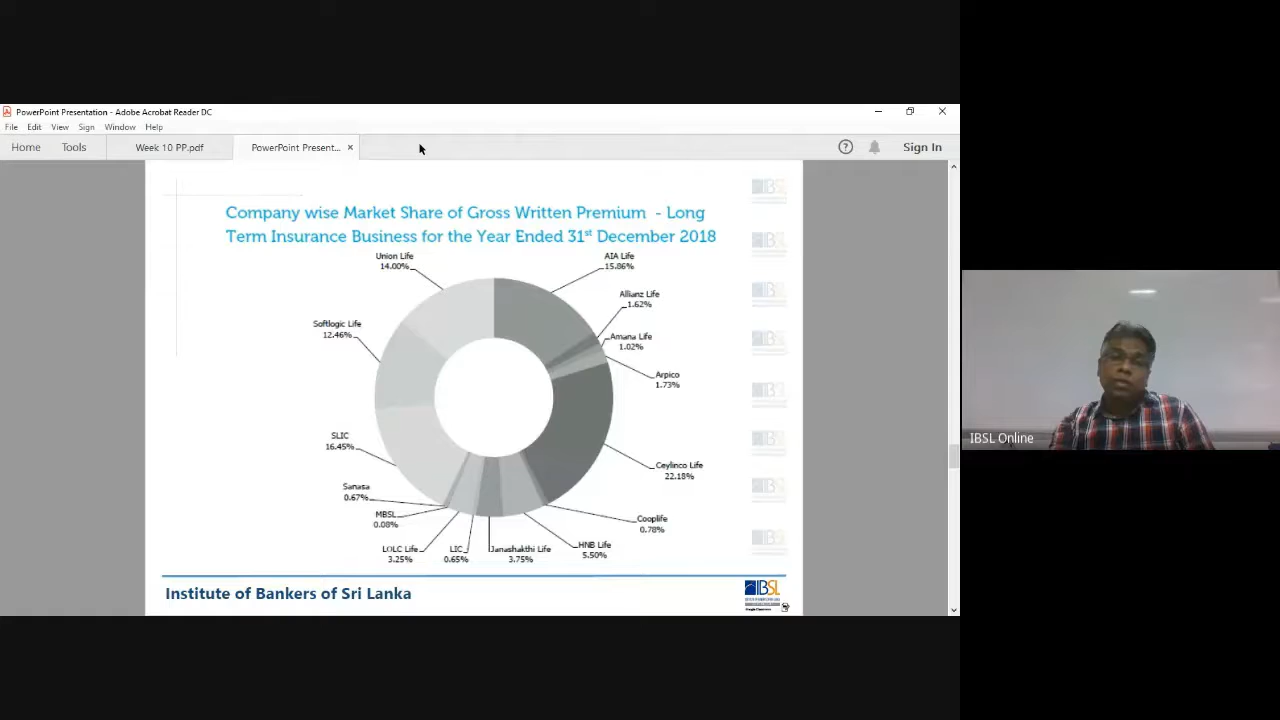 PowerPoint Presentation - Adobe Acrobat Reader DC
File Edit View Sign Window Help
Home Tools Week 10 PP.pdf PowerPoint Present... × Sign In
Company wise Market Share of Gross Written Premium - Long
Term Insurance Business for the Year Ended 31st December 2018
Union Life
14.00%
AIA Life
15.86%
Allianz Life
1.62%
Softlogic Life
12.46%
Amana Life
1.02%
Arpico
1.73%
SLIC
16.45%
Ceylinco Life
22.18%
Sanasa
0.67%
MBSL
0.08%
Cooplife
0.78%
LOLC Life
3.25%
LIC
0.65%
Janashakthi Life
3.75%
HNB Life
5.50%
Institute of Bankers of Sri Lanka
IBSL
IBSL Online